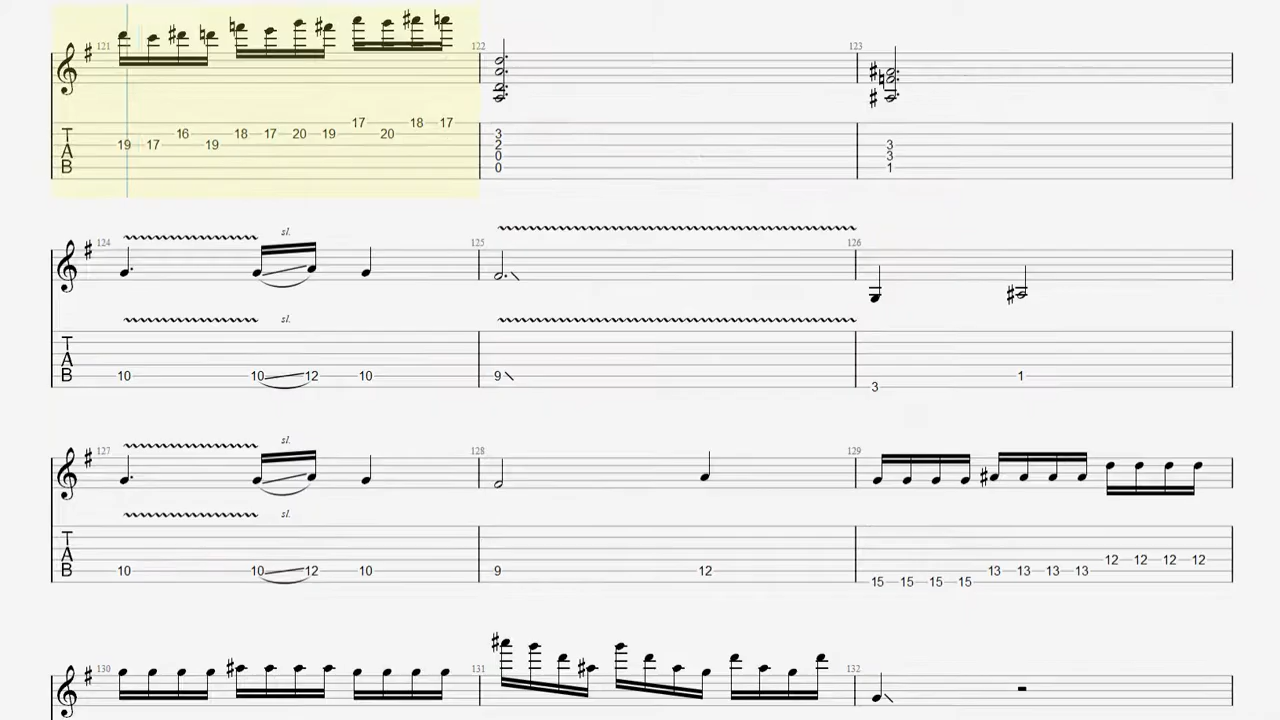 121 122 123
17 18 17
16 18 17 20 19 20 3
T 19 17 19 2 3
A 0 3
B 0 1
sl.
124 125 126
sl.
T
A
B 10 10 12 10 9 1
3
sl.
127 128 129
sl.
T
A 12 12 12 12
B 10 10 12 10 9 12 13 13 13 13
15 15 15 15
130 131 132